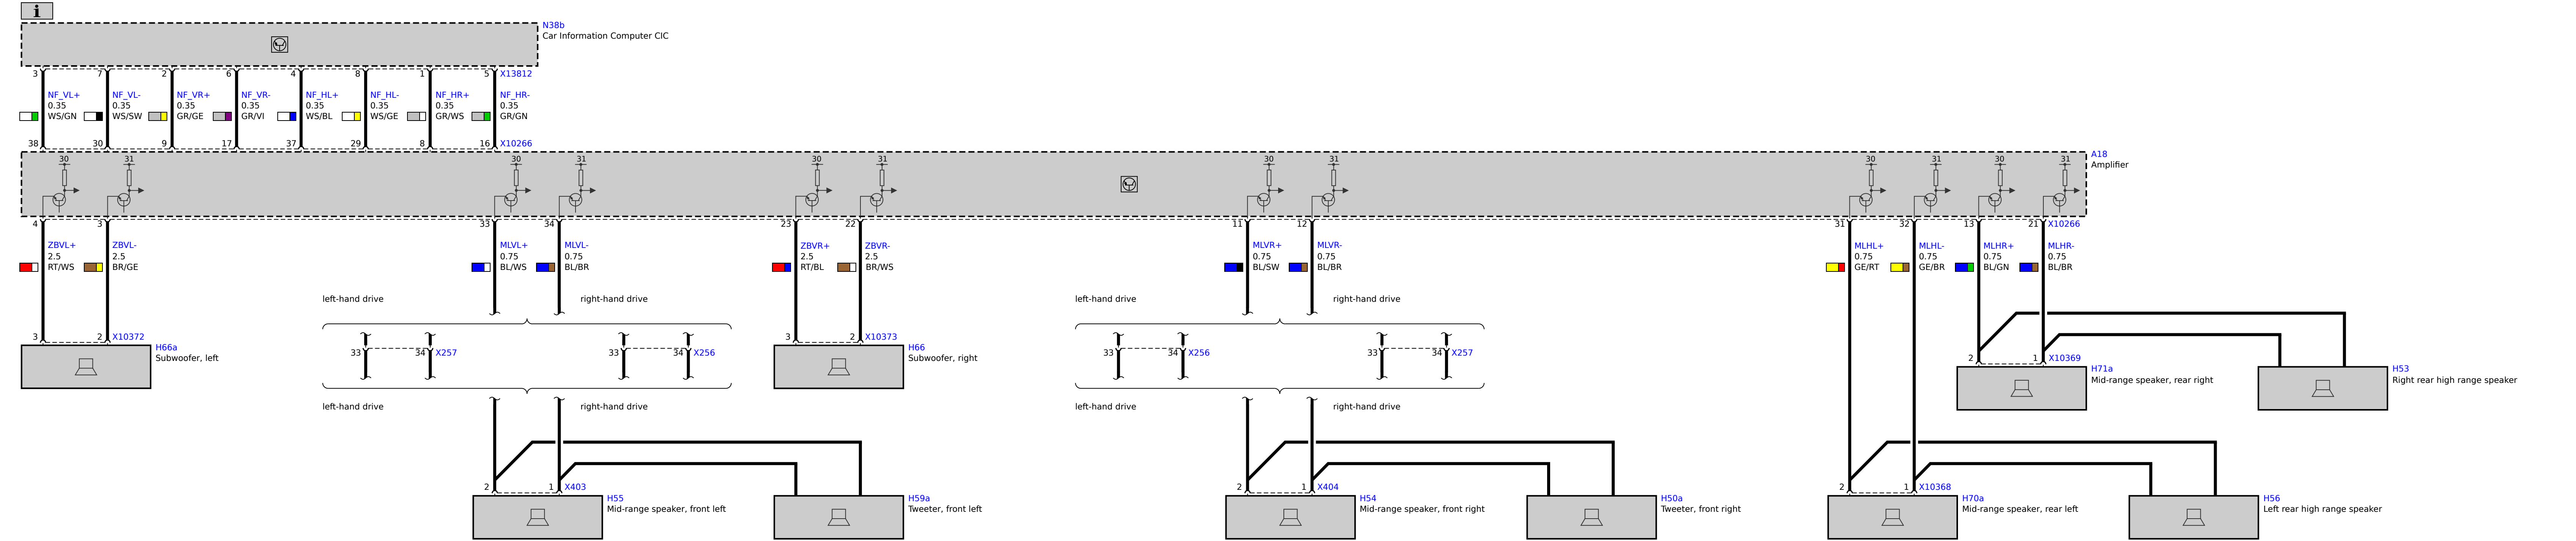 i
N38b
Car Information Computer CIC
3 7 2 6 4 8 1 5 X13812
NF_VL+ NF_VL- NF_VR+ NF_VR- NF_HL+ NF_HL- NF_HR+ NF_HR-
0.35 0.35 0.35 0.35 0.35 0.35 0.35 0.35
WS/GN WS/SW GR/GE GR/VI WS/BL WS/GE GR/WS GR/GN
38 30 9 17 37 29 8 16 X10266
A18
Amplifier
30 31 30 31 30 31 30 31 30 31 30 31
4 3 33 34 23 22 11 12 31 32 13 21 X10266
ZBVL+ ZBVL- MLVL+ MLVL- ZBVR+ ZBVR- MLVR+ MLVR- MLHL+ MLHL- MLHR+ MLHR-
2.5 2.5 0.75 0.75 2.5 2.5 0.75 0.75 0.75 0.75 0.75 0.75
RT/WS BR/GE BL/WS BL/BR RT/BL BR/WS BL/SW BL/BR GE/RT GE/BR BL/GN BL/BR
left-hand drive right-hand drive left-hand drive right-hand drive
3 2 X10372 3 2 X10373
H66a
Subwoofer, left
33 34 X257 33 34 X256
H66
Subwoofer, right
33 34 X256 33 34 X257
2 1 X10369
H71a
Mid-range speaker, rear right
H53
Right rear high range speaker
left-hand drive right-hand drive left-hand drive right-hand drive
2 1 X403 2 1 X404 2 1 X10368
H55
Mid-range speaker, front left
H59a
Tweeter, front left
H54
Mid-range speaker, front right
H50a
Tweeter, front right
H70a
Mid-range speaker, rear left
H56
Left rear high range speaker